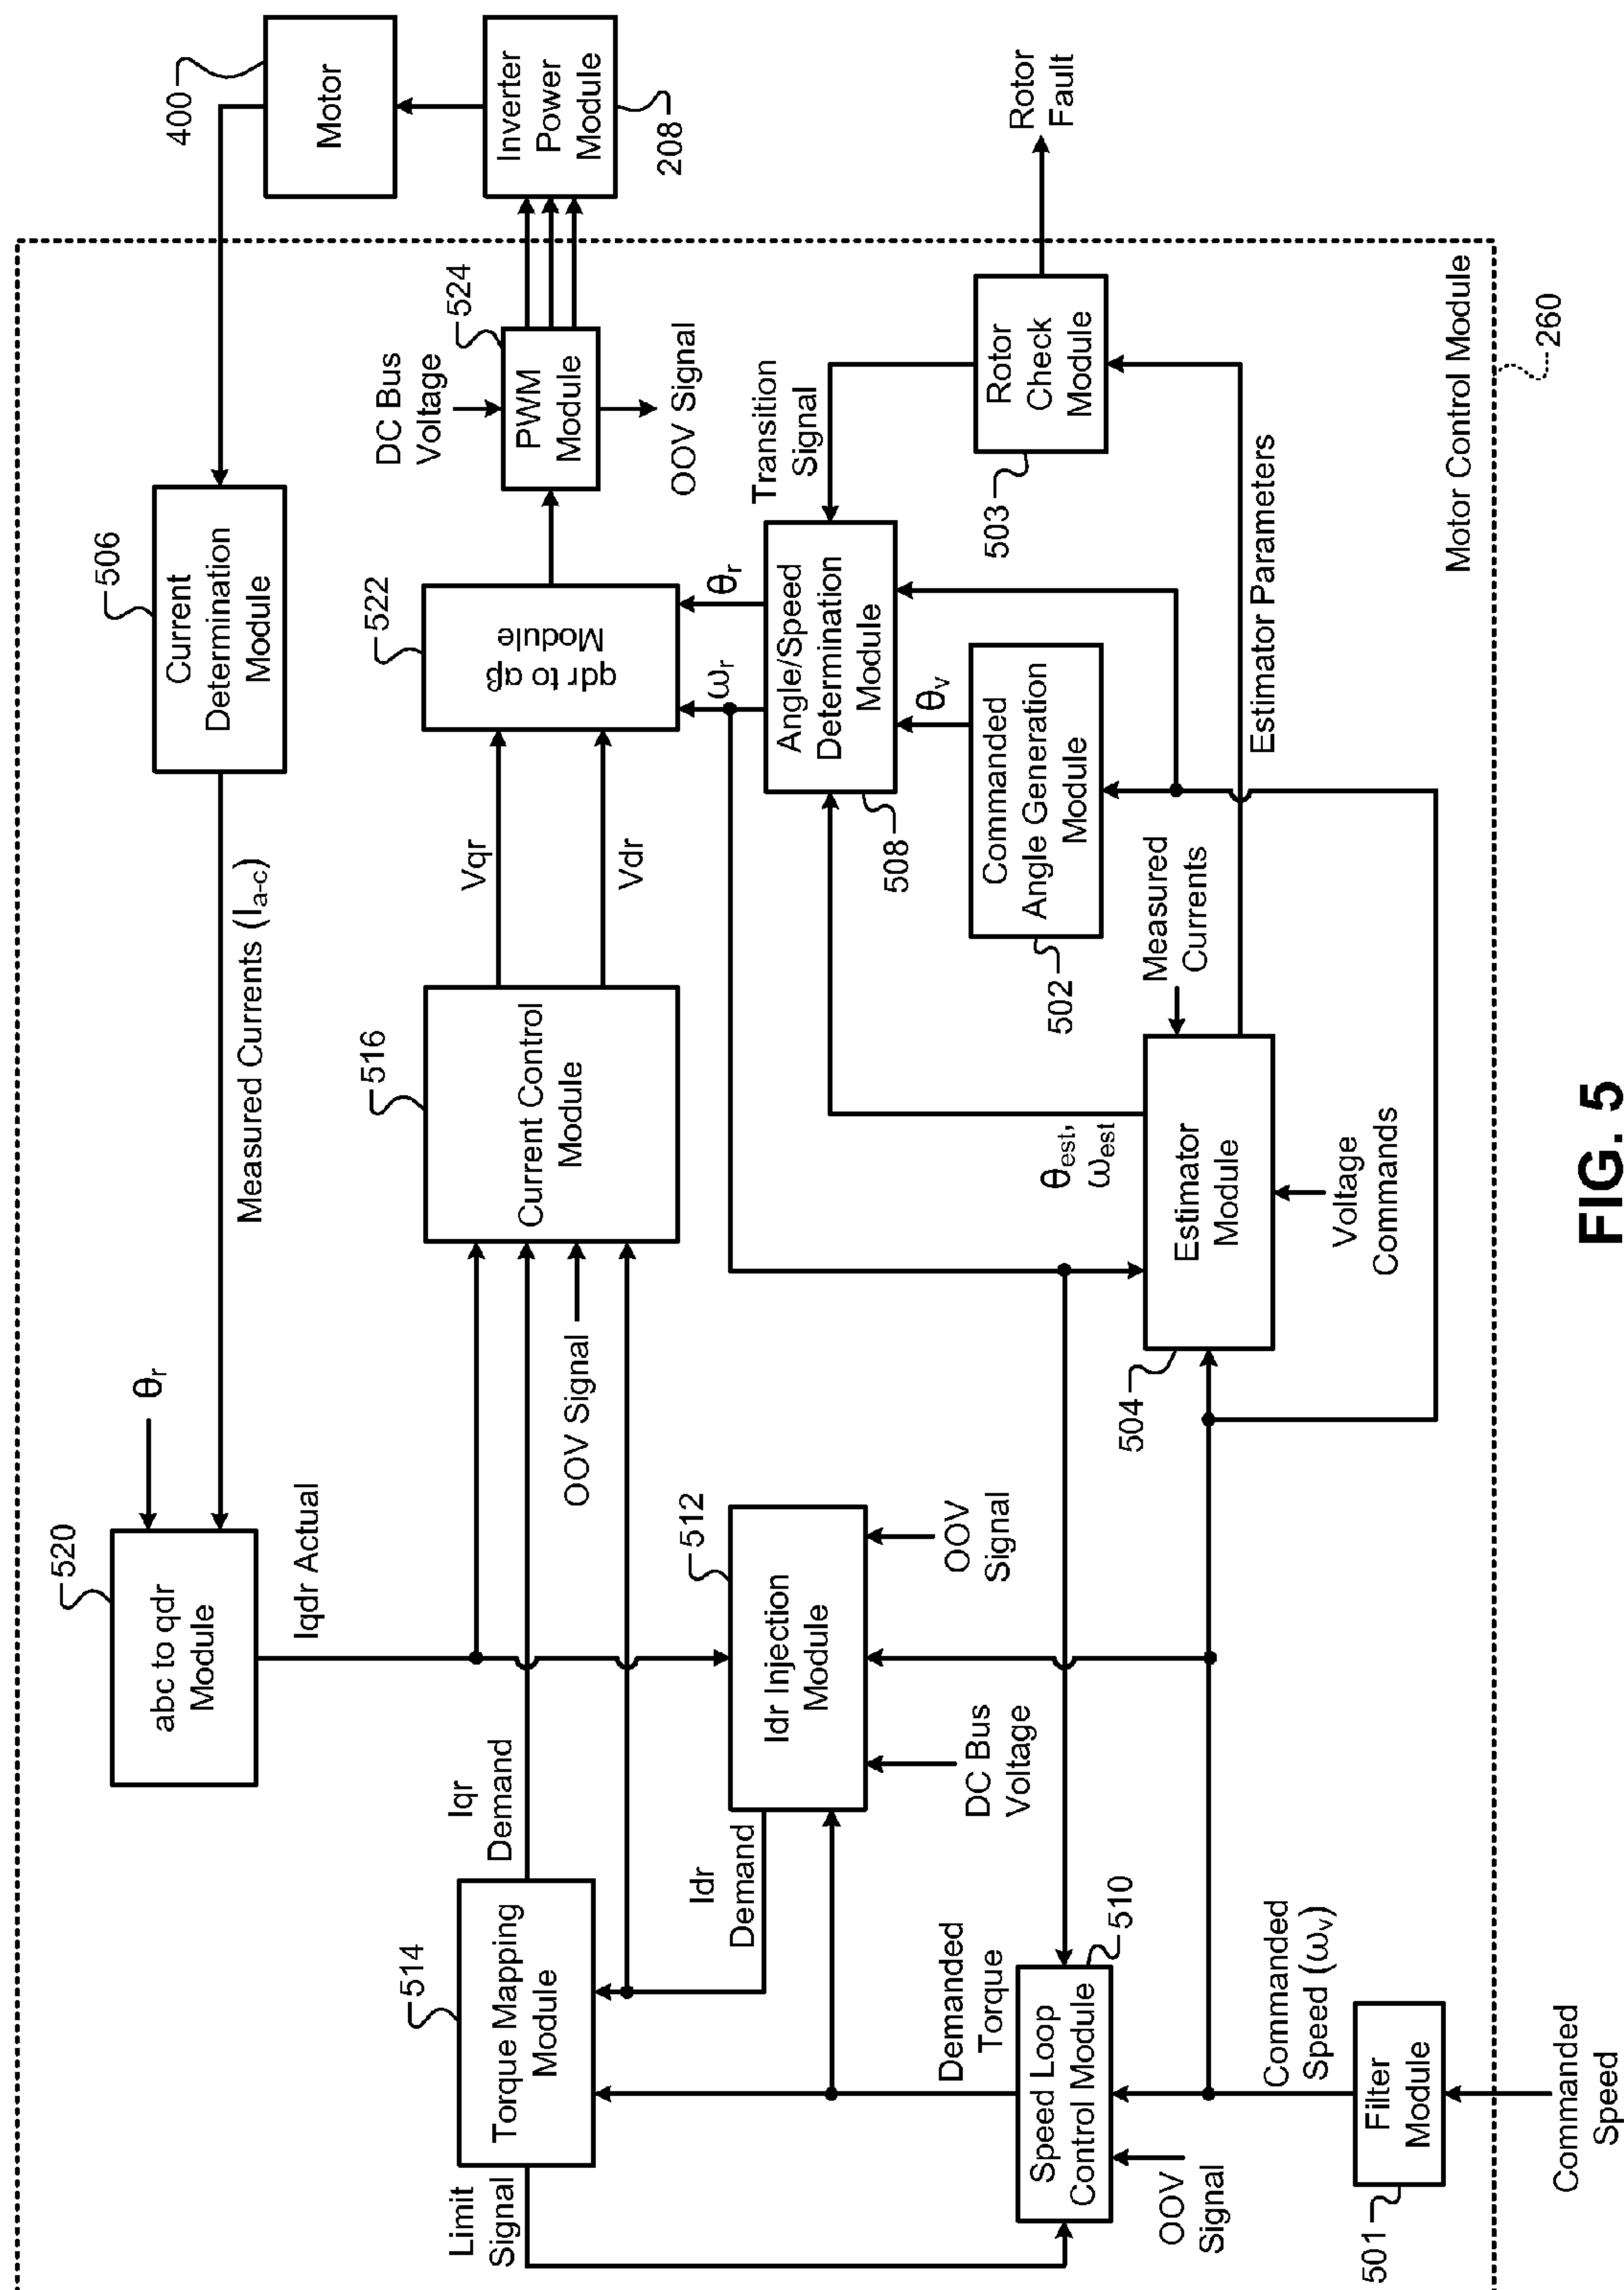 400
Motor
Inverter
Power
Module
208
506
Current
Determination
Module
Measured Currents (Ia-c)
520
abc to qdr
Module
θr
Iqdr Actual
DC Bus
Voltage
524
PWM
Module
OOV Signal
522
qdr to αβ
Module
Vqr
Vdr
ωr
θr
516
Current Control
Module
OOV Signal
Iqr
Demand
514
Torque Mapping
Module
Limit
Signal
Idr
Demand
512
Idr Injection
Module
OOV
Signal
DC Bus
Voltage
Transition
Signal
Angle/Speed
Determination
Module
508
θv
Commanded
Angle Generation
Module
502
Rotor
Check
Module
503
Rotor
Fault
Estimator Parameters
Measured
Currents
θest,
ωest
Estimator
Module
504
Voltage
Commands
Demanded
Torque
510
Speed Loop
Control Module
OOV
Signal
Commanded
Speed (ωv)
Filter
Module
501
Commanded
Speed
Motor Control Module
260
FIG. 5